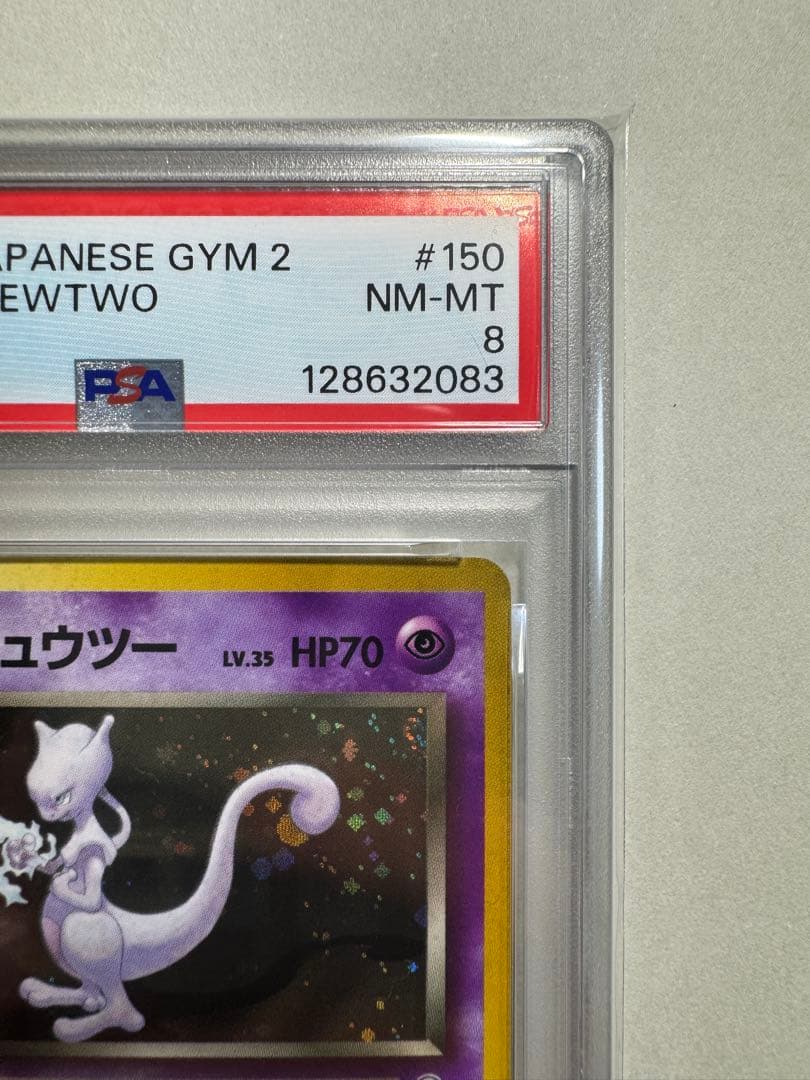 APANESE GYM 2 #150
EWTWO NM-MT
8
PSA 128632083
ュウツー LV.35 HP70